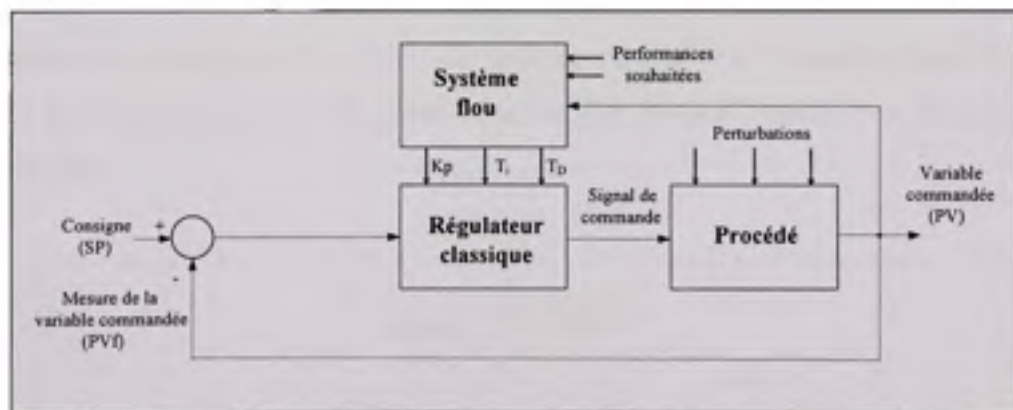 Performances
souhaitées
Système
flou
Perturbations
Kp
Ti
TD
Variable
commandée
(PV)
Signal de
commande
Consigne
(SP)
+
Régulateur
classique
Procédé
-
Mesure de la
variable commandée
(PVf)